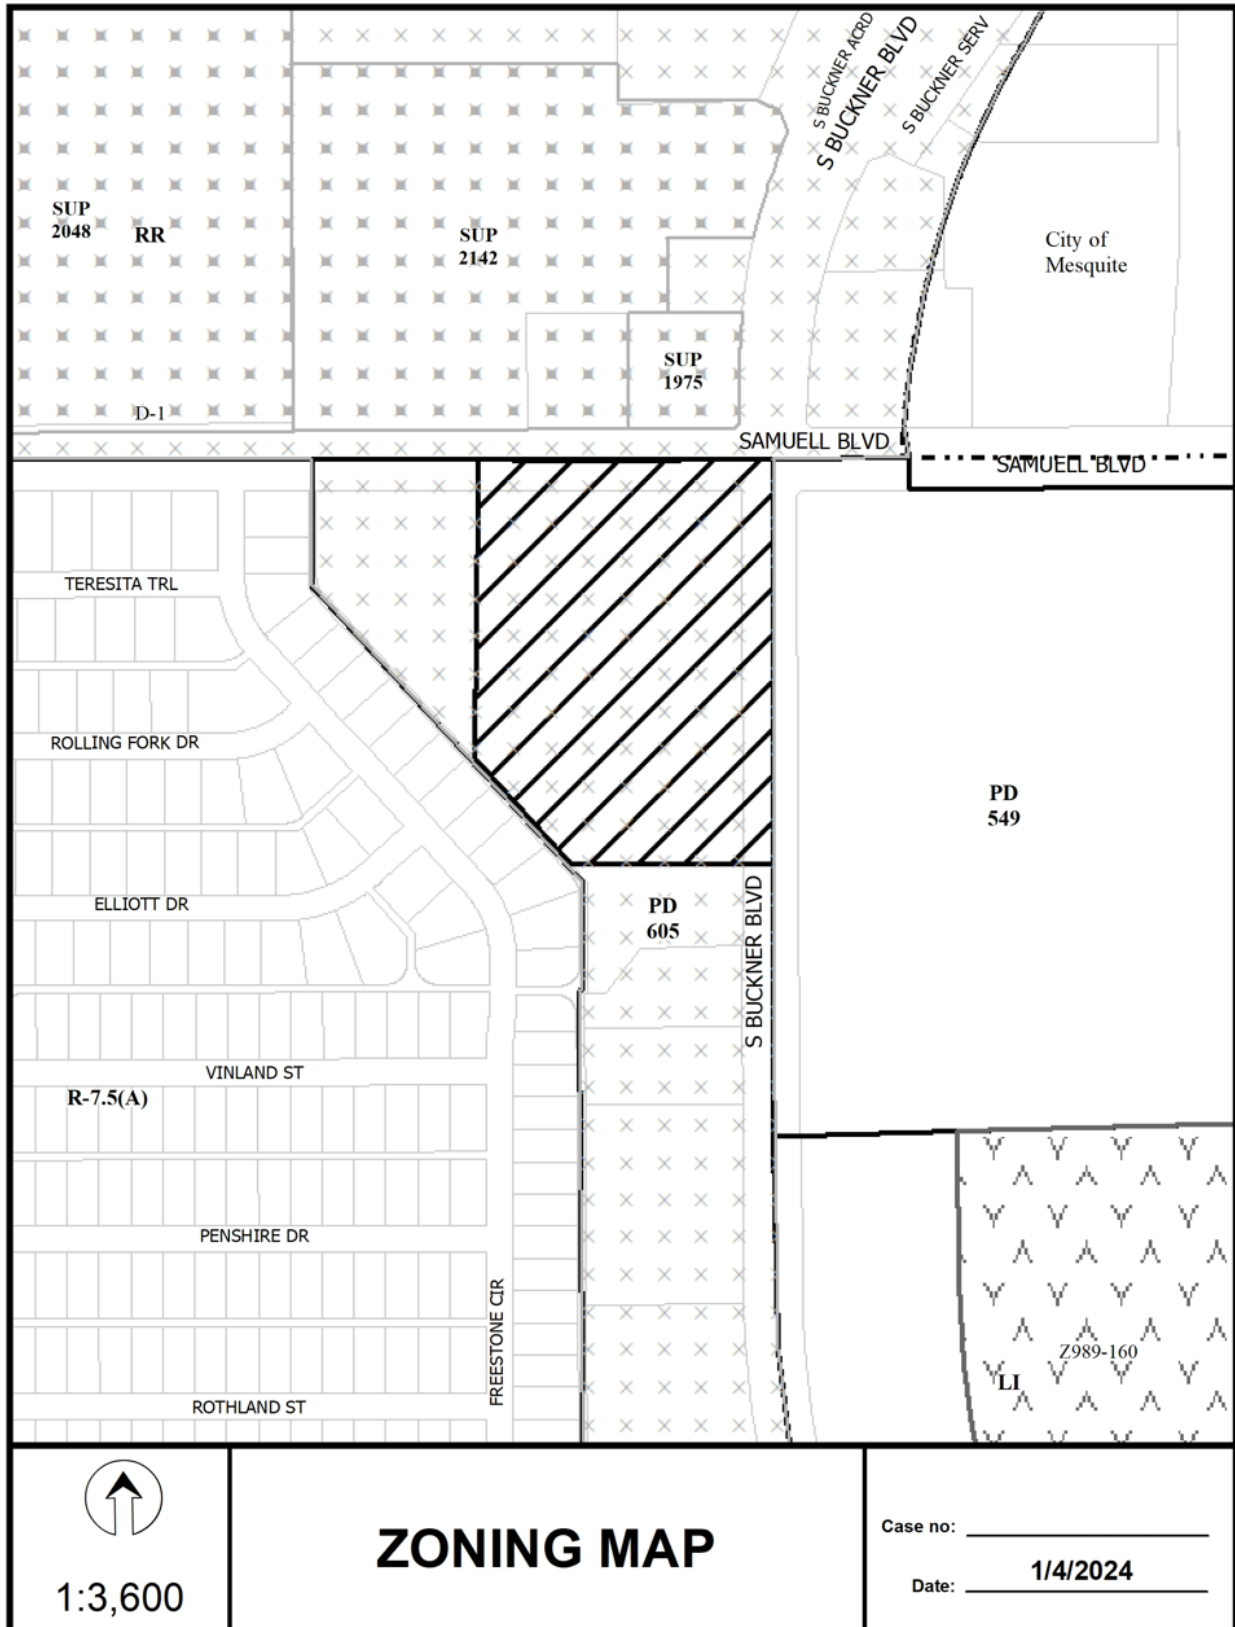 S BUCKNER ACRD
S BUCKNER BLVD
S BUCKNER SERV
SUP
2048
RR
SUP
2142
City of
Mesquite
SUP
1975
D-1
SAMUELL BLVD
SAMUELL BLVD
TERESITA TRL
ROLLING FORK DR
PD
549
ELLIOTT DR
PD
605
S BUCKNER BLVD
VINLAND ST
R-7.5(A)
PENSHIRE DR
FREESTONE CIR
Z989-160
LI
ROTHLAND ST
1:3,600
ZONING MAP
Case no:
Date: 1/4/2024